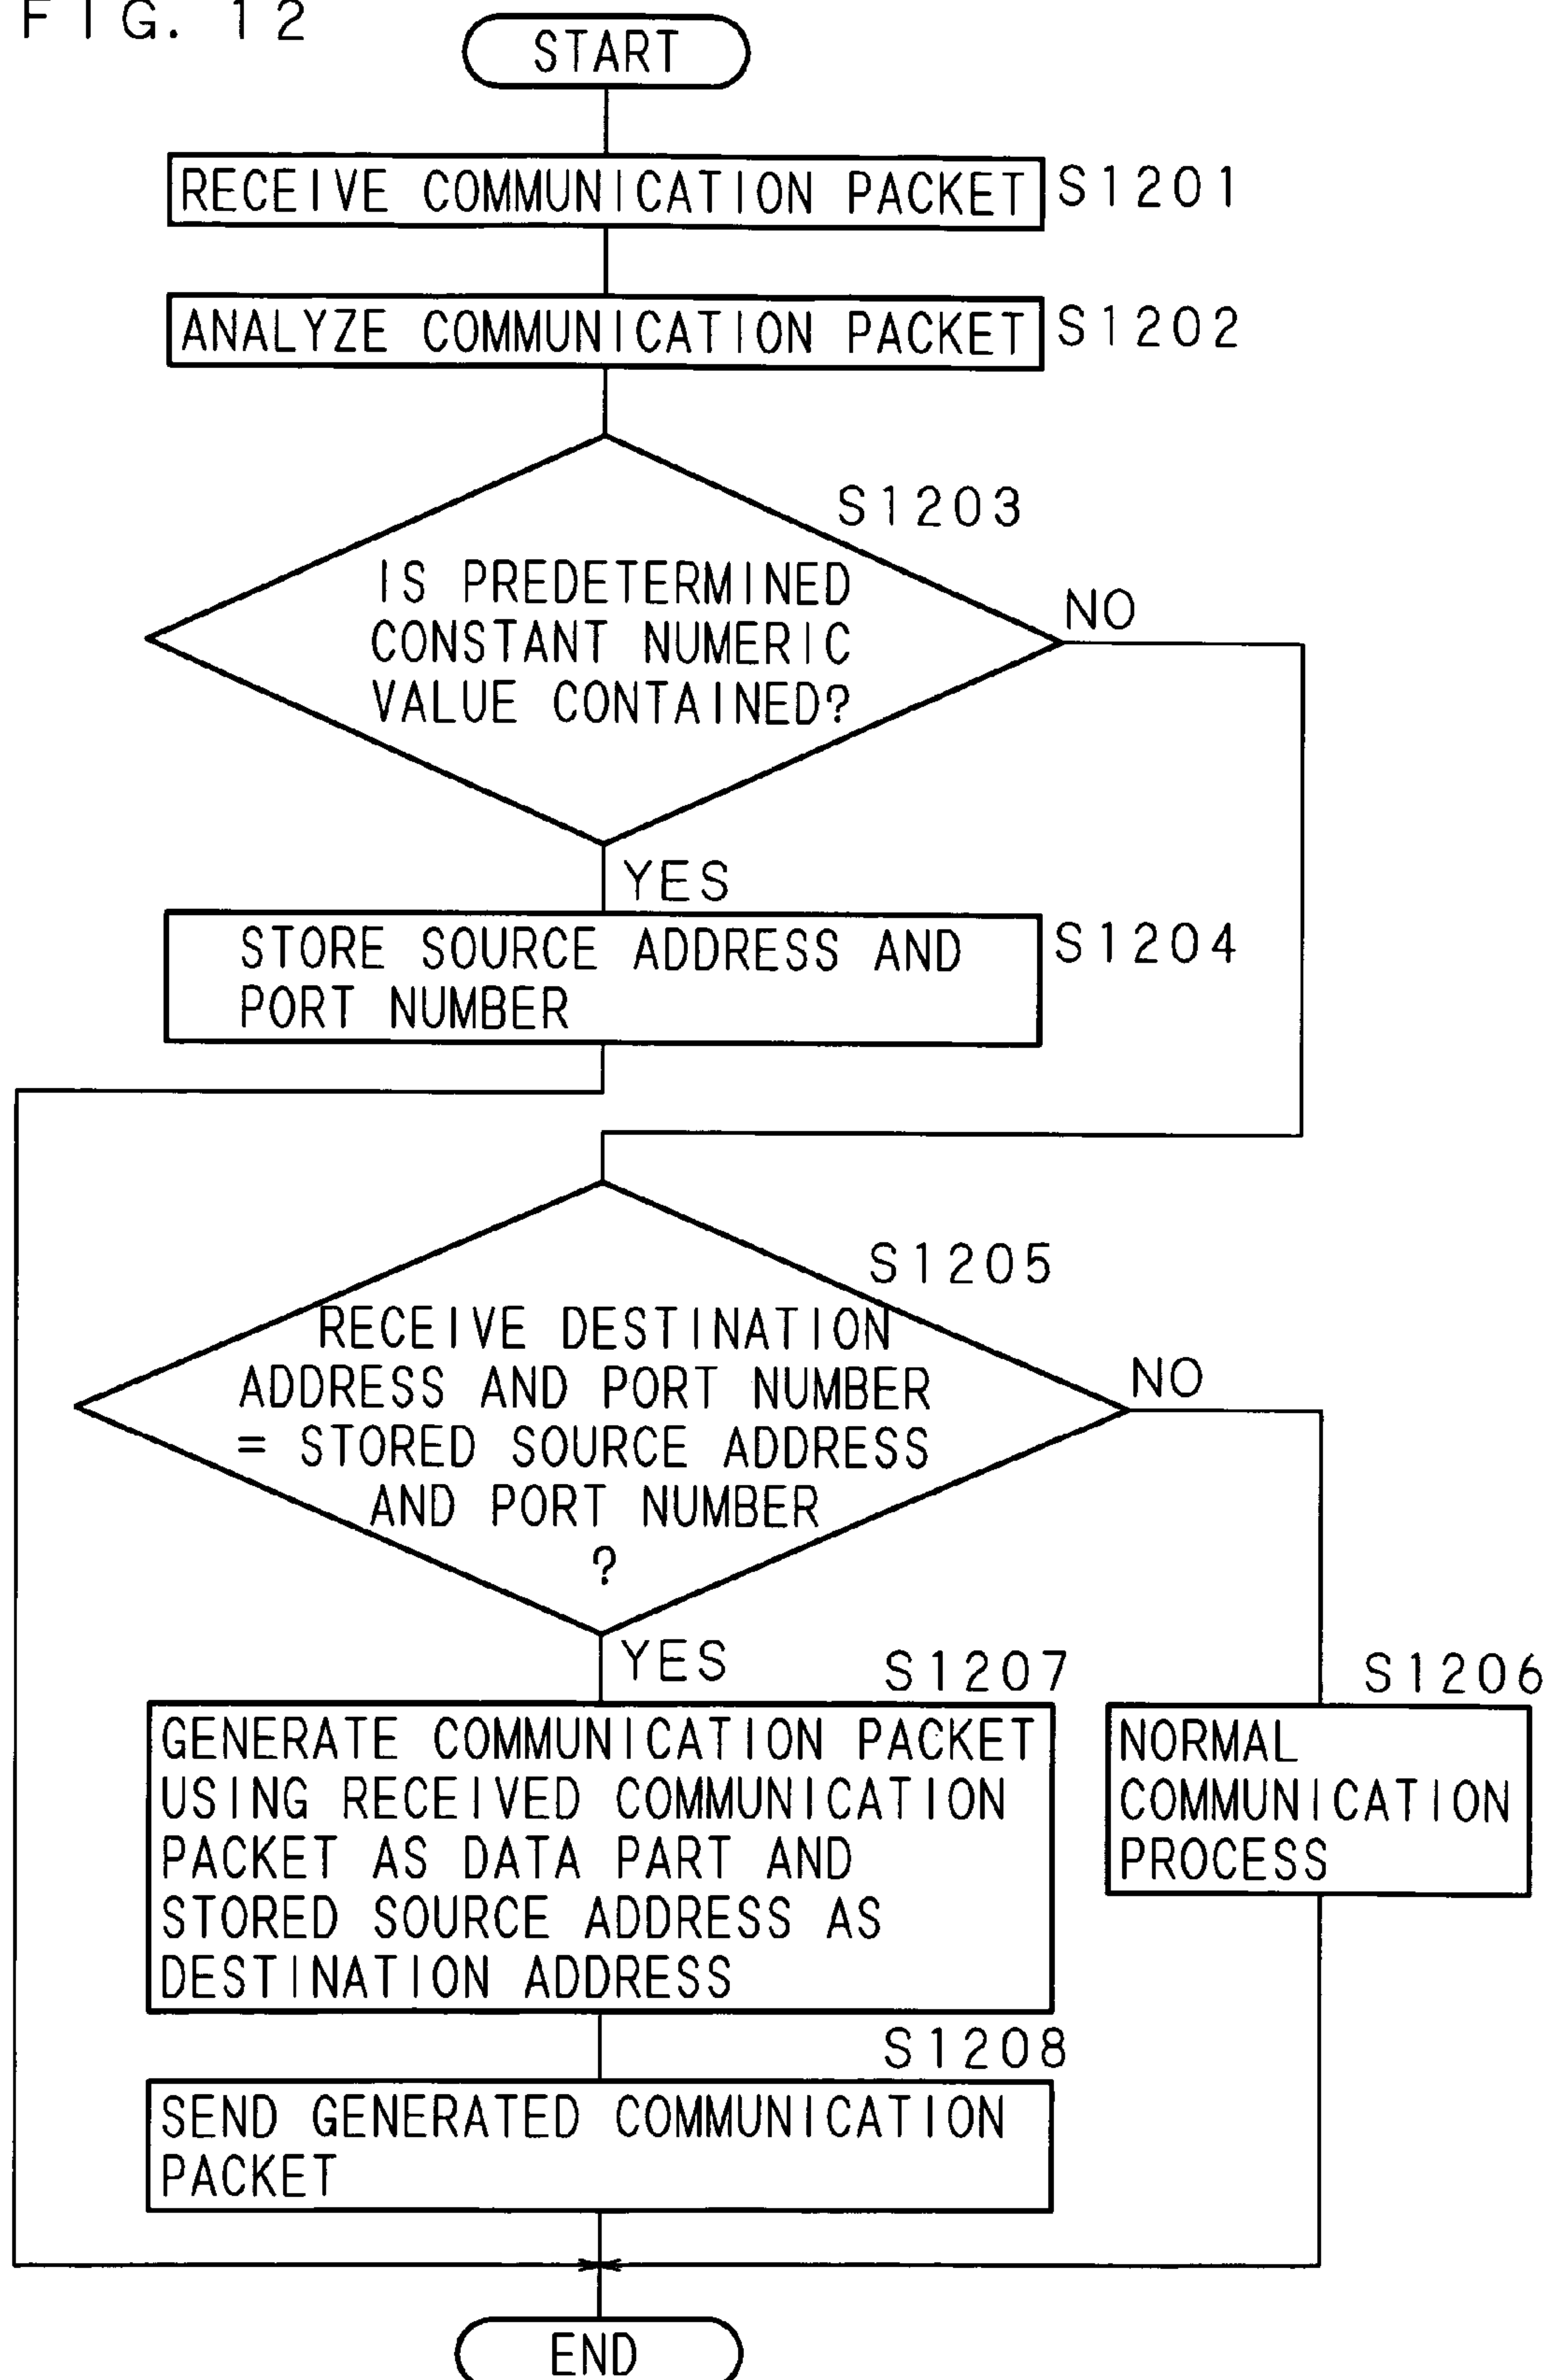 FIG. 12
START
RECEIVE COMMUNICATION PACKET
S1201
ANALYZE COMMUNICATION PACKET
S1202
S1203
IS PREDETERMINED
CONSTANT NUMERIC
VALUE CONTAINED?
NO
YES
STORE SOURCE ADDRESS AND
PORT NUMBER
S1204
S1205
RECEIVE DESTINATION
ADDRESS AND PORT NUMBER
= STORED SOURCE ADDRESS
AND PORT NUMBER
?
NO
YES
S1207
GENERATE COMMUNICATION PACKET
USING RECEIVED COMMUNICATION
PACKET AS DATA PART AND
STORED SOURCE ADDRESS AS
DESTINATION ADDRESS
S1206
NORMAL
COMMUNICATION
PROCESS
S1208
SEND GENERATED COMMUNICATION
PACKET
END